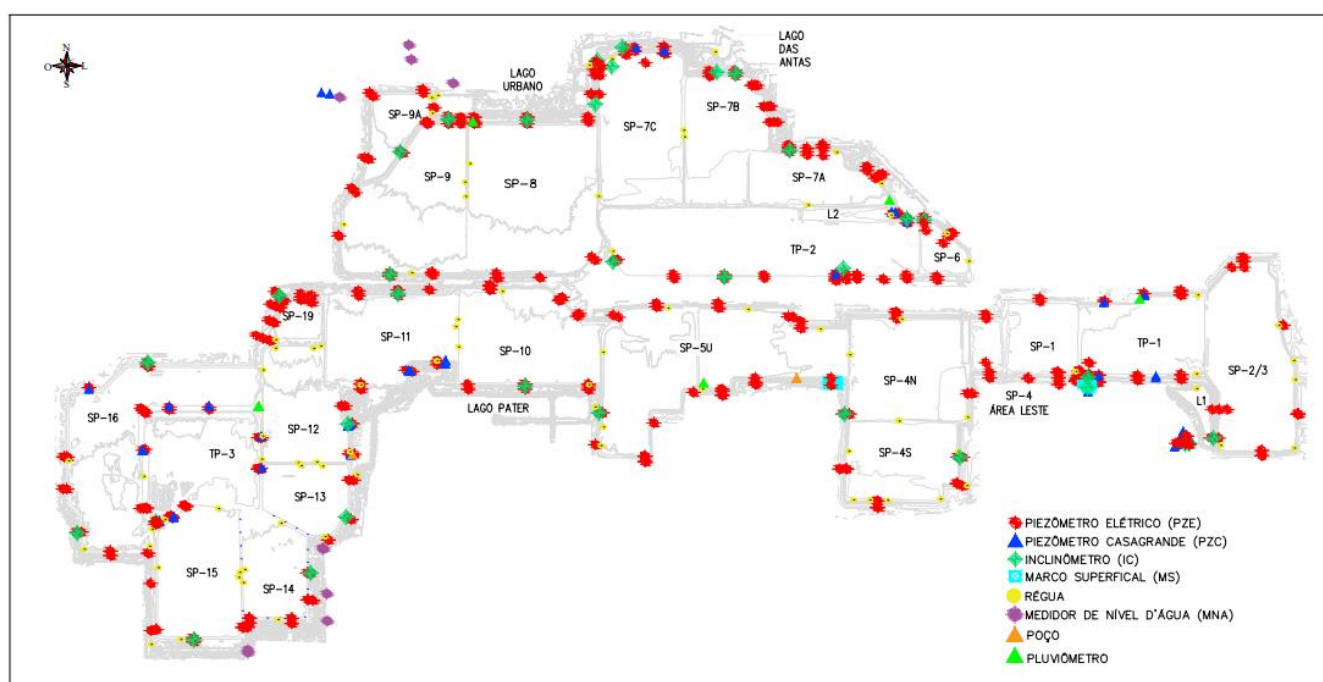 N
O
L
S
LAGO
URBANO
LAGO
DAS
ANTAS
SP-9A
SP-9
SP-8
SP-7C
SP-7B
SP-7A
L2
TP-2
SP-6
SP-19
SP-11
SP-10
SP-5U
SP-4N
SP-1
TP-1
SP-2/3
SP-4
ÁREA LESTE
L1
LAGO PATER
SP-16
SP-12
TP-3
SP-4S
SP-13
SP-15
SP-14
PIEZÔMETRO ELÉTRICO (PZE)
PIEZÔMETRO CASAGRANDE (PZC)
INCLINÔMETRO (IC)
MARCO SUPERFICAL (MS)
RÉGUA
MEDIDOR DE NÍVEL D'ÁGUA (MNA)
POÇO
PLUVIÔMETRO